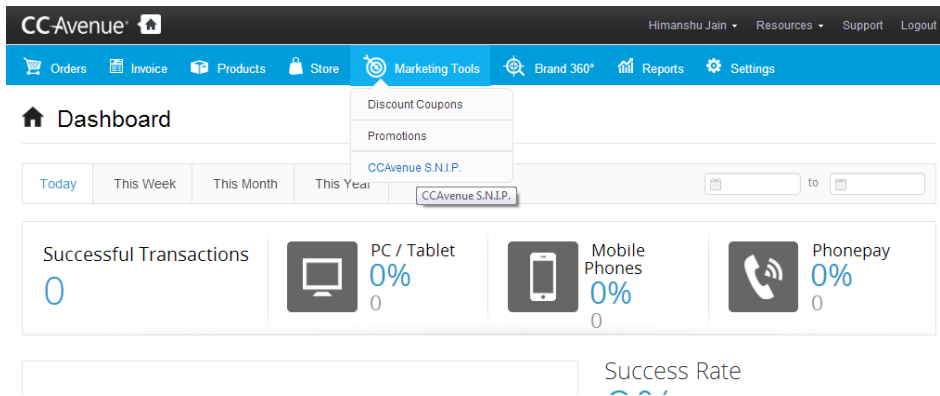 CCAvenue®
Himanshu Jain Resources Support Logout
Orders Invoice Products Store Marketing Tools Brand 360° Reports Settings
Discount Coupons
Promotions
CCAvenue S.N.I.P.
CCAvenue S.N.I.P.
Dashboard
Today This Week This Month This Year
to
Successful Transactions
0
PC / Tablet
0%
0
Mobile
Phones
0%
0
Phonepay
0%
0
Success Rate